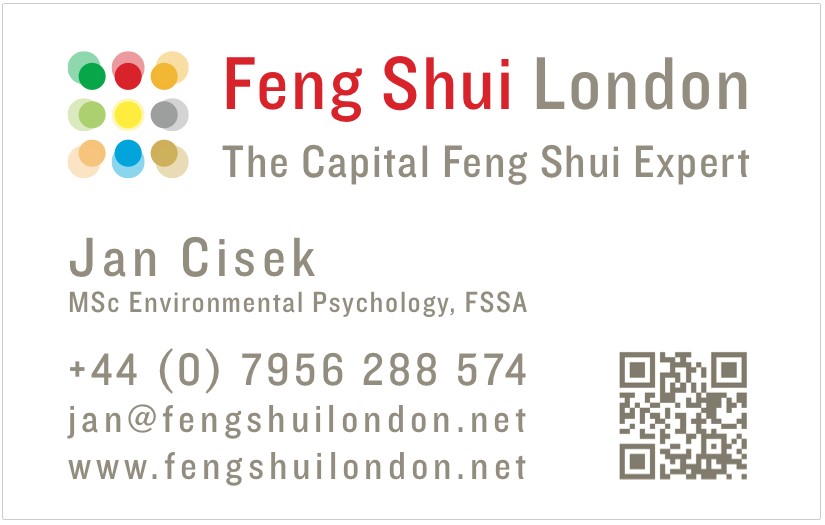 Feng Shui London
The Capital Feng Shui Expert
Jan Cisek
MSc Environmental Psychology, FSSA
+44 (0) 7956 288 574
jan@fengshuilondon.net
www.fengshuilondon.net